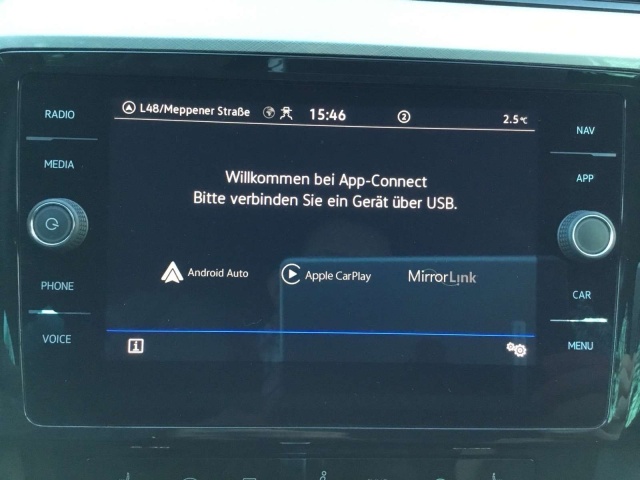 RADIO
MEDIA
PHONE
VOICE
L48/Meppener Straße 15:46 2 2.5°C
Willkommen bei App-Connect
Bitte verbinden Sie ein Gerät über USB.
Android Auto Apple CarPlay MirrorLink
i
NAV
APP
CAR
MENU